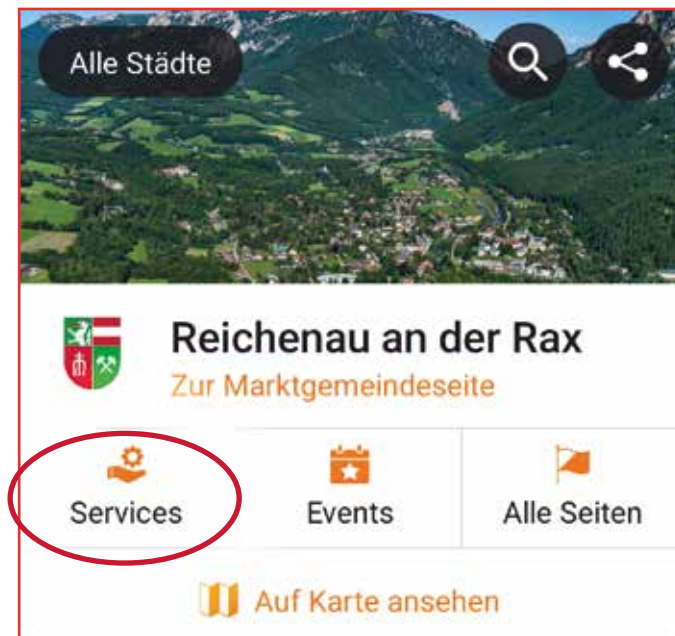 Alle Städte
Reichenau an der Rax
Zur Marktgemeindeseite
Services
Events
Alle Seiten
Auf Karte ansehen